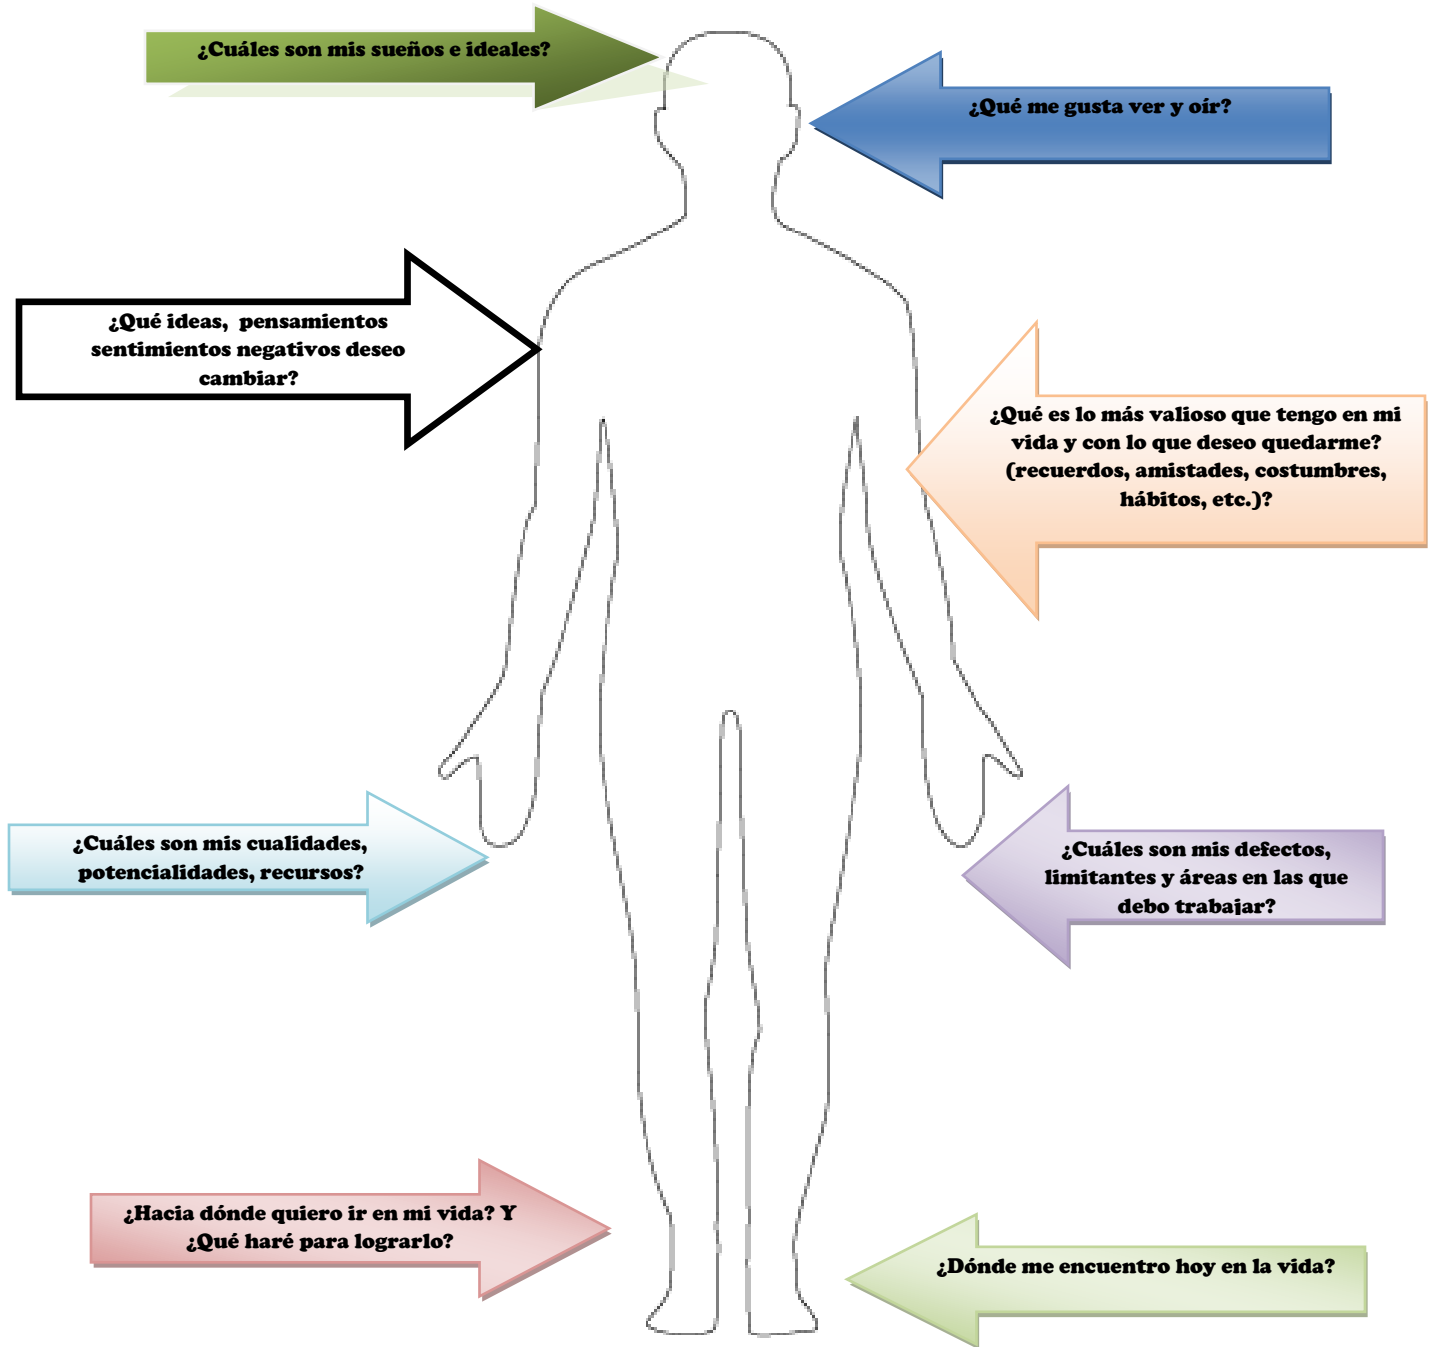 ¿Cuáles son mis sueños e ideales?
¿Qué me gusta ver y oír?
¿Qué ideas,  pensamientos
sentimientos negativos deseo
cambiar?
¿Qué es lo más valioso que tengo en mi
vida y con lo que deseo quedarme?
(recuerdos, amistades, costumbres,
hábitos, etc.)?
¿Cuáles son mis cualidades,
potencialidades, recursos?
¿Cuáles son mis defectos,
limitantes y áreas en las que
debo trabajar?
¿Hacia dónde quiero ir en mi vida? Y
¿Qué haré para lograrlo?
¿Dónde me encuentro hoy en la vida?